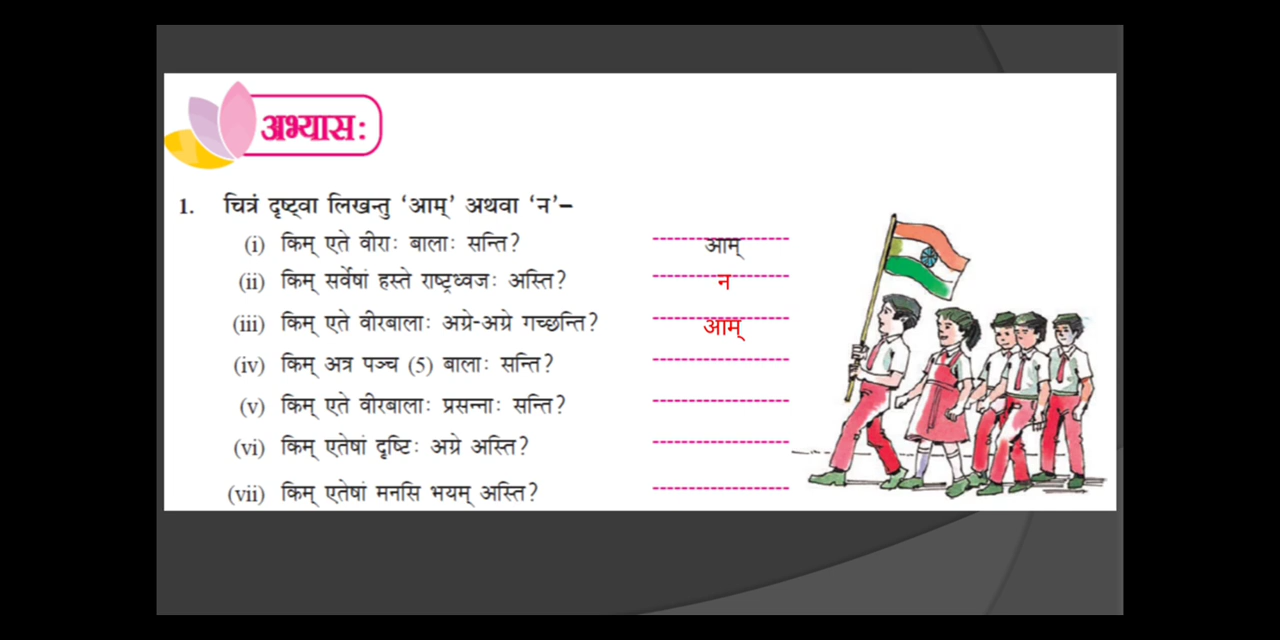 अभ्यासः
1. चित्रं दृष्ट्वा लिखन्तु ‘आम्’ अथवा ‘न’–
(i) किम् एते वीराः बालाः सन्ति? आम्
(ii) किम् सर्वेषां हस्ते राष्ट्रध्वजः अस्ति? न
(iii) किम् एते वीरबालाः अग्रे-अग्रे गच्छन्ति? आम्
(iv) किम् अत्र पञ्च (5) बालाः सन्ति?
(v) किम् एते वीरबालाः प्रसन्नाः सन्ति?
(vi) किम् एतेषां दृष्टिः अग्रे अस्ति?
(vii) किम् एतेषां मनसि भयम् अस्ति?